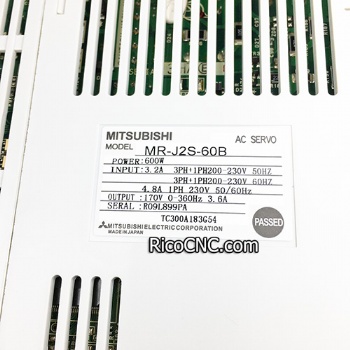 MITSUBISHI
AC SERVO
MODEL MR-J2S-60B
POWER:600W
INPUT:3.2A 3PH+1PH200-230V 50HZ
3PH+1PH200-230V 60HZ
4.8A 1PH 230V 50/60Hz
OUTPUT:170V 0-360Hz 3.6A
SERIAL:R09L899PA
TC300A183G54
PASSED
MITSUBISHI ELECTRIC CORPORATION
MADE IN JAPAN
RicoCNC.com